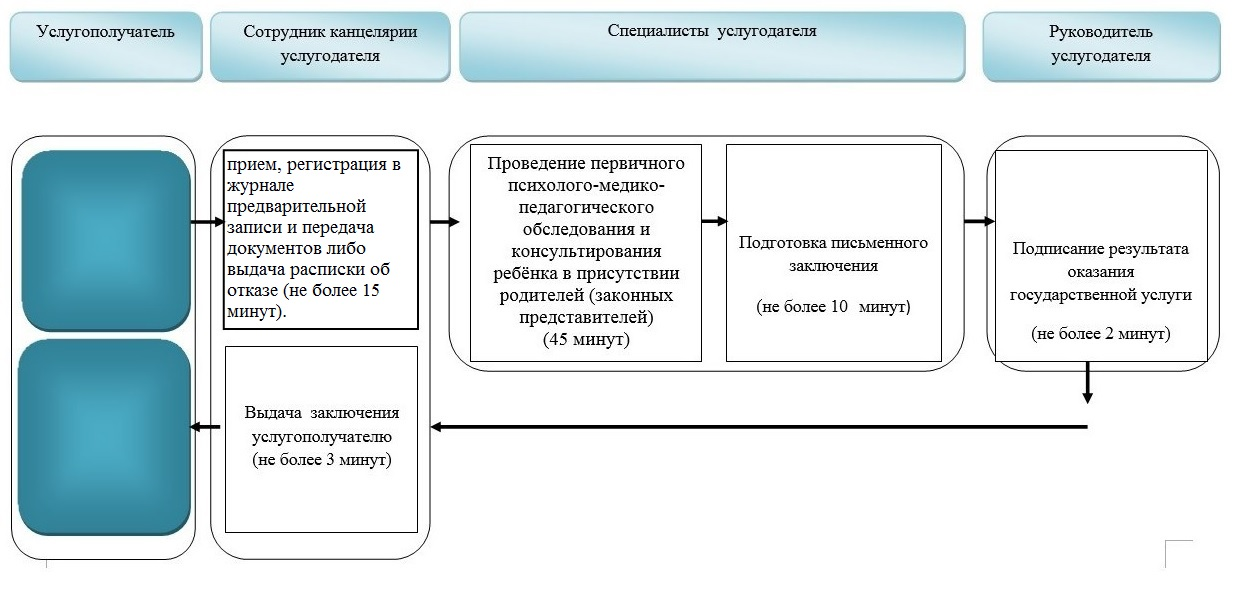 Услугополучатель
Сотрудник канцелярии
услугодателя
Специалисты услугодателя
Руководитель
услугодателя
прием, регистрация в
журнале
предварительной
записи и передача
документов либо
выдача расписки об
отказе (не более 15
минут).
Проведение первичного
психолого-медико-
педагогического
обследования и
консультирования
ребёнка в присутствии
родителей (законных
представителей)
(45 минут)
Подготовка письменного
заключения
(не более 10 минут)
Подписание результата
оказания
государственной услуги
(не более 2 минут)
Выдача заключения
услугополучателю
(не более 3 минут)